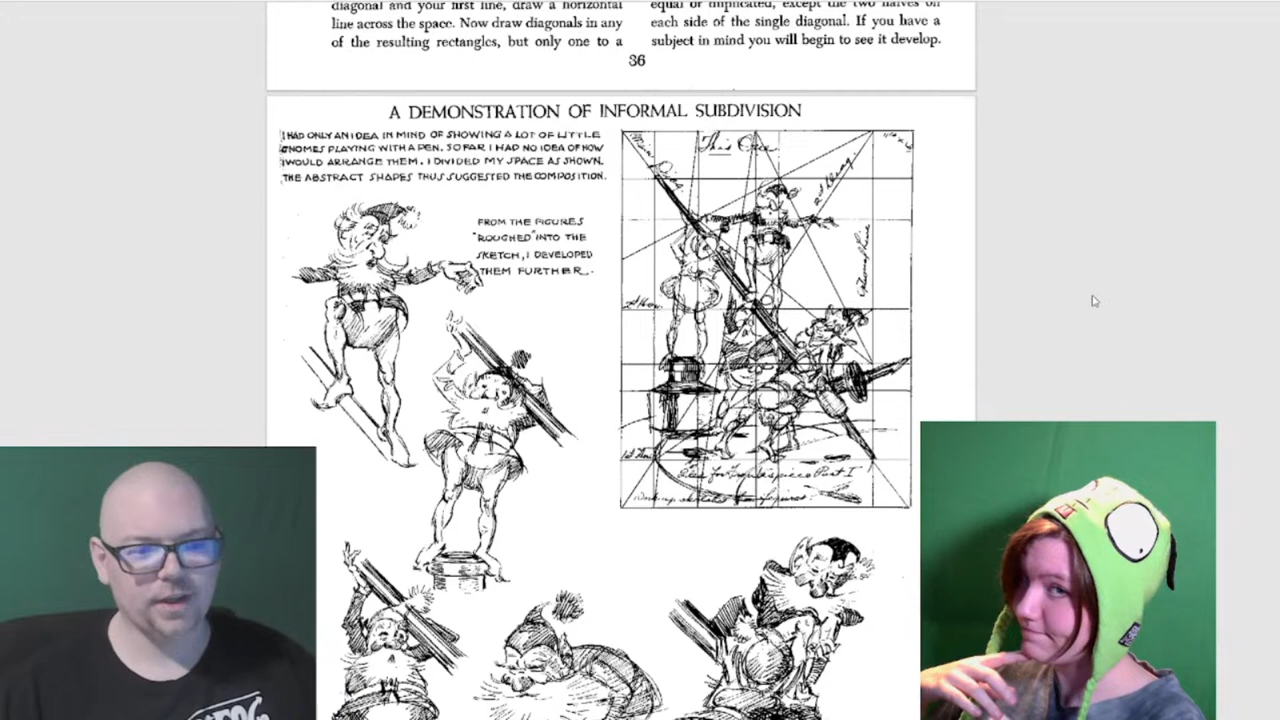 diagonal and your first line, draw a horizontal
line across the space. Now draw diagonals in any
of the resulting rectangles, but only one to a
equal or duplicated, except the two halves on
each side of the single diagonal. If you have a
subject in mind you will begin to see it develop.
36
A DEMONSTRATION OF INFORMAL SUBDIVISION
I HAD ONLY AN IDEA IN MIND OF SHOWING A LOT OF LITTLE
GNOMES PLAYING WITH A PEN. SO FAR I HAD NO IDEA OF HOW
I WOULD ARRANGE THEM. I DIVIDED MY SPACE AS SHOWN.
THE ABSTRACT SHAPES THUS SUGGESTED THE COMPOSITION.
FROM THE FIGURES
"ROUGHED" INTO THE
SKETCH, I DEVELOPED
THEM FURTHER.
This One
Part I